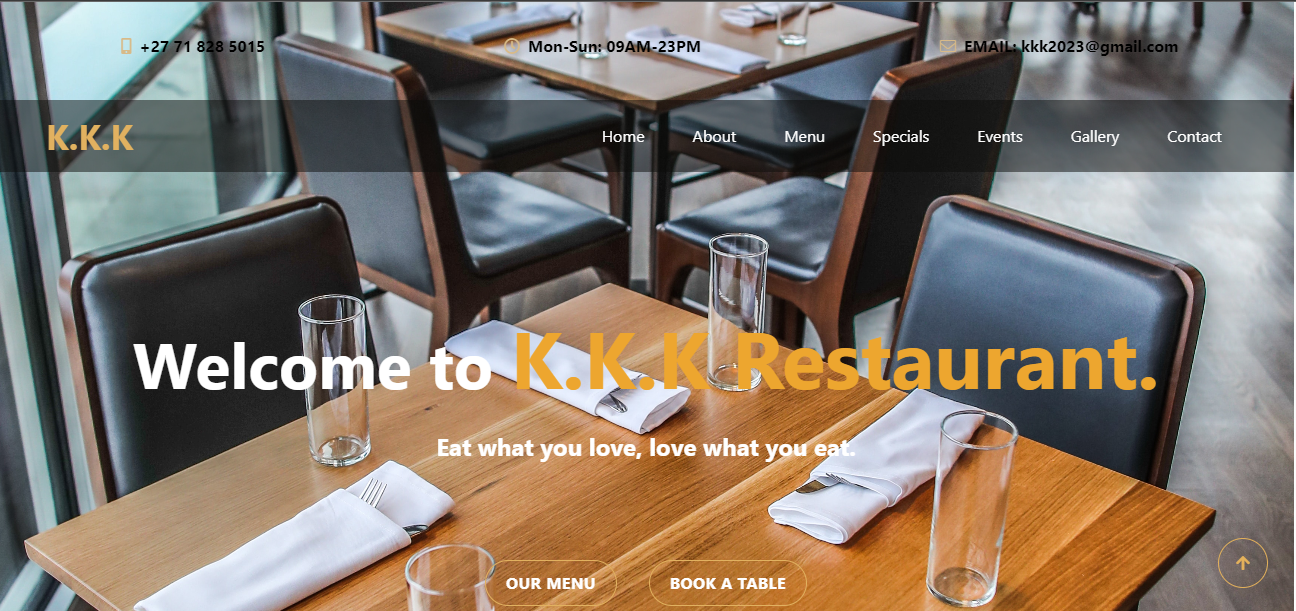 +27 71 828 5015
Mon-Sun: 09AM-23PM
EMAIL: kkk2023@gmail.com
K.K.K
Home About Menu Specials Events Gallery Contact
Welcome to K.K.K Restaurant.
Eat what you love, love what you eat.
OUR MENU
BOOK A TABLE